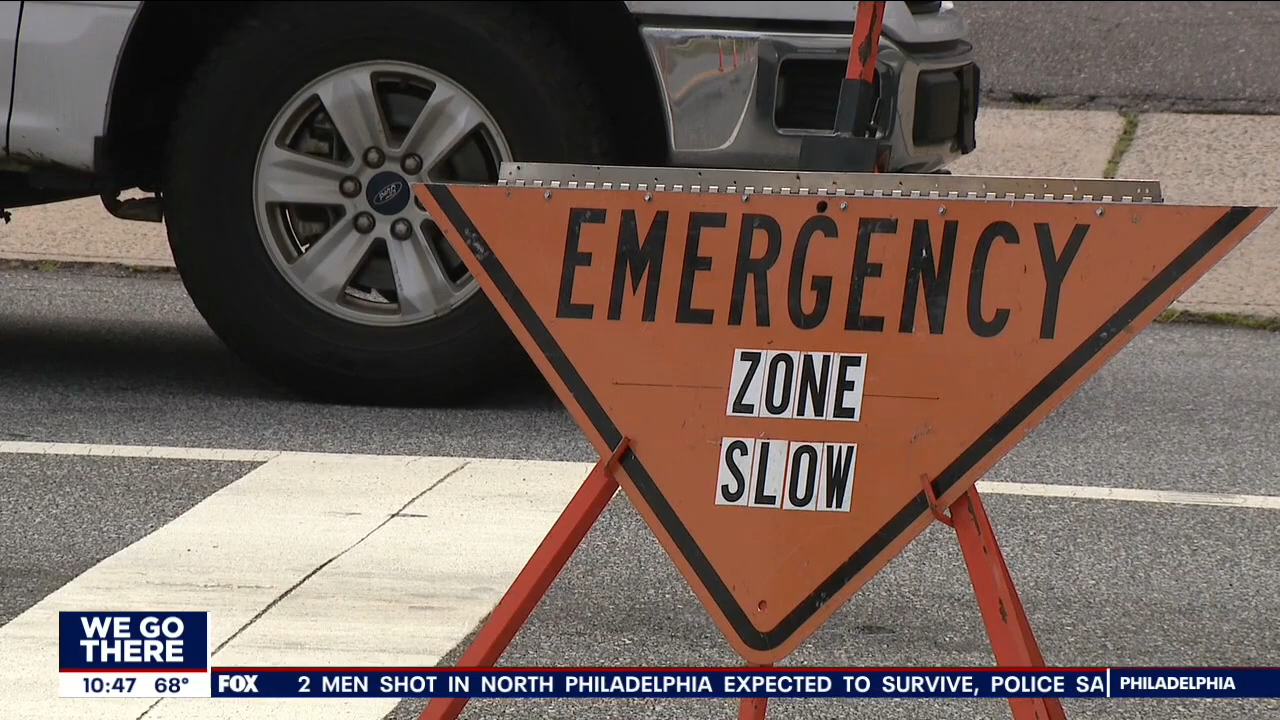 EMERGENCY
ZONE
SLOW
WE GO
THERE
10:47 68°
FOX 2 MEN SHOT IN NORTH PHILADELPHIA EXPECTED TO SURVIVE, POLICE SA PHILADELPHIA
Ford